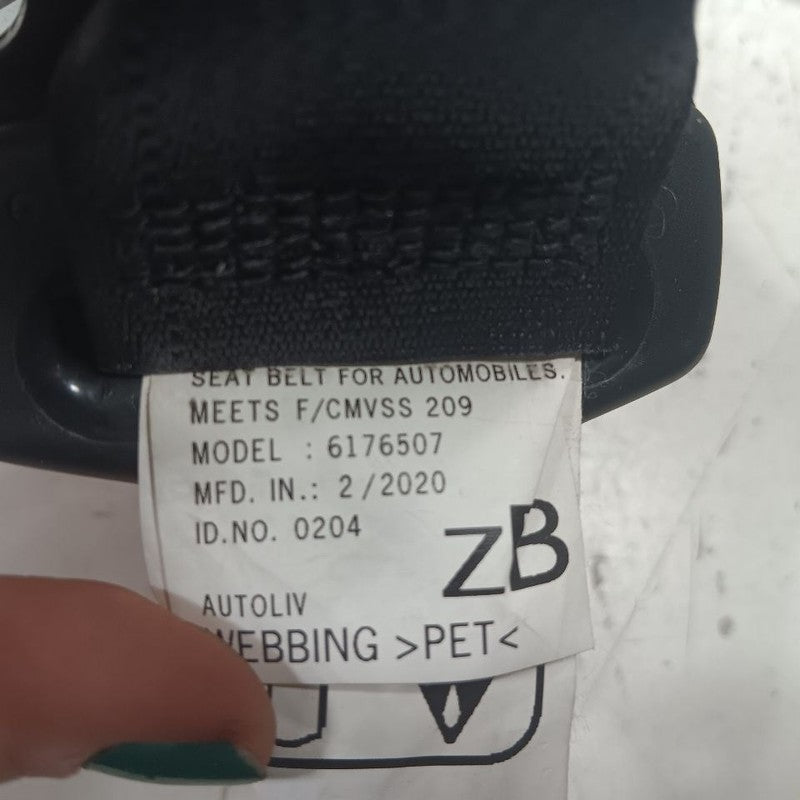 SEAT BELT FOR AUTOMOBILES.
MEETS F/CMVSS 209
MODEL : 6176507
MFD. IN.: 2/2020
ID.NO. 0204
ZB
AUTOLIV
WEBBING >PET<